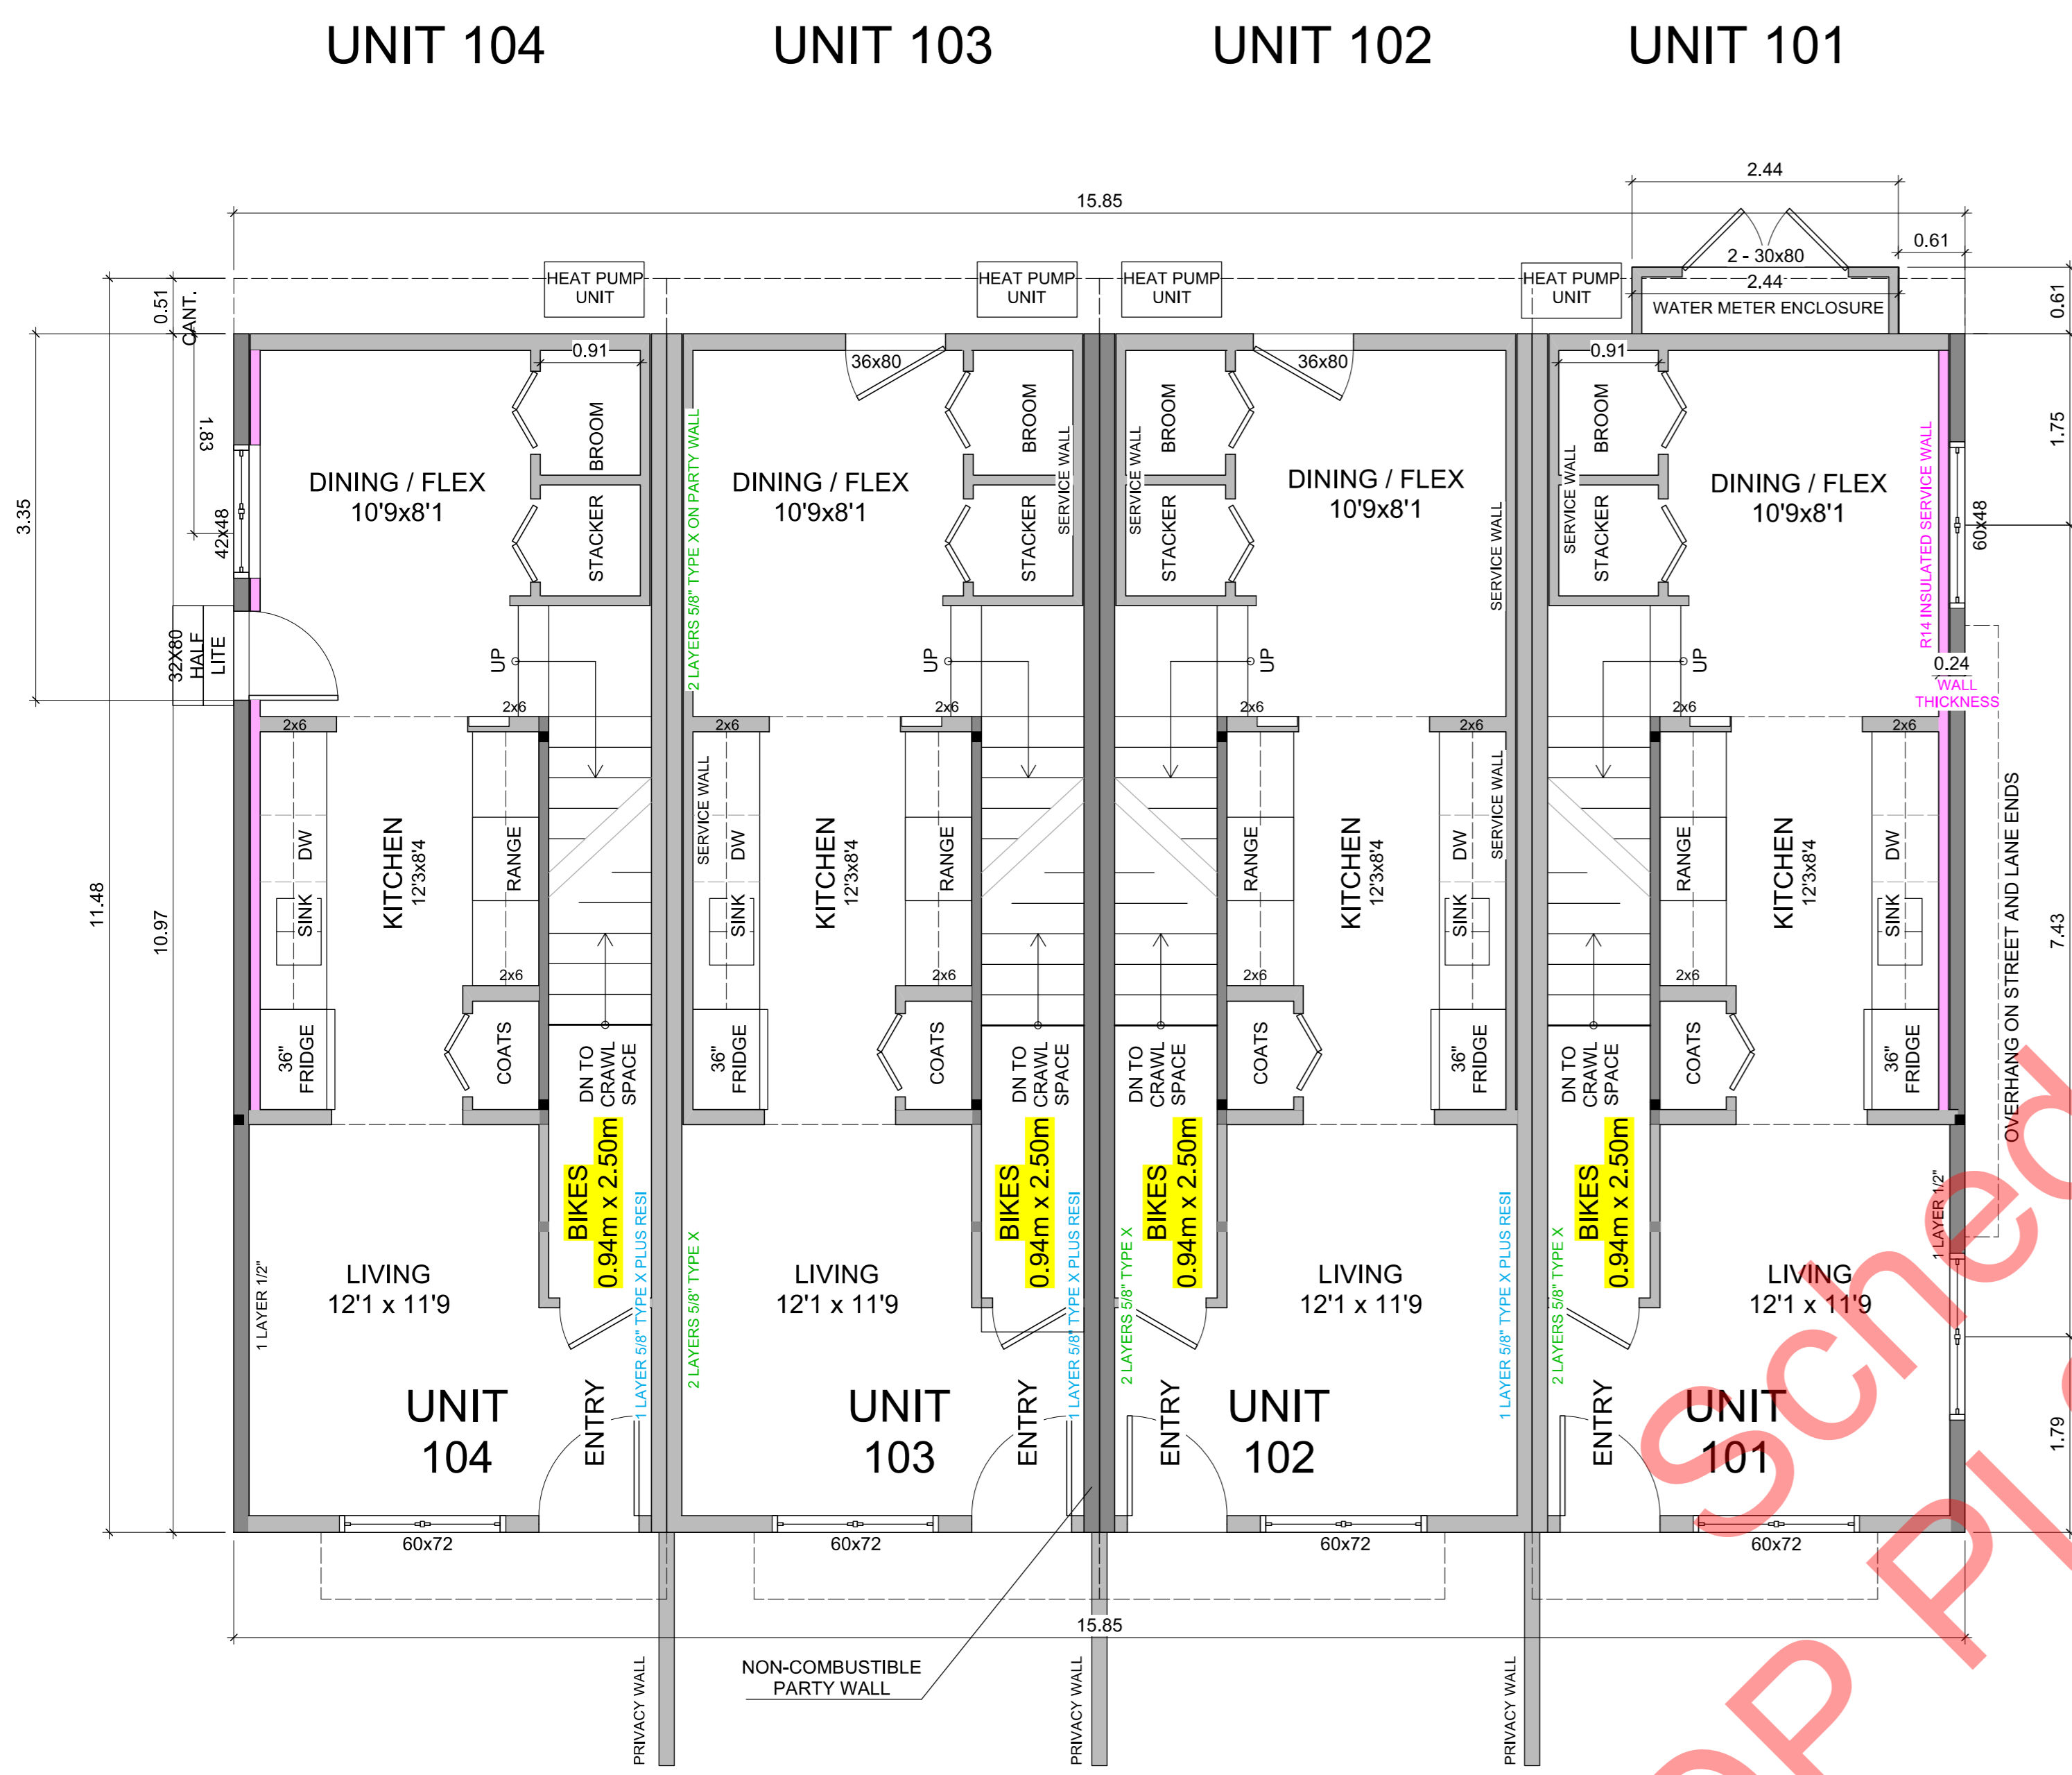 UNIT 104
UNIT 103
UNIT 102
UNIT 101
2.44
15.85
0.61
2 - 30x80
2.44
WATER METER ENCLOSURE
HEAT PUMP
UNIT
HEAT PUMP
UNIT
HEAT PUMP
UNIT
HEAT PUMP
UNIT
0.51
CANT.
0.61
3.35
1.83
42x48
32X80
HALF
LITE
11.48
10.97
0.91
BROOM
STACKER
DINING / FLEX
10'9x8'1
UP
2x6
2x6
DW
SINK
36"
FRIDGE
KITCHEN
12'3x8'4
RANGE
2x6
COATS
DN TO
CRAWL
SPACE
BIKES
0.94m x 2.50m
1 LAYER 5/8" TYPE X PLUS RESI
1 LAYER 1/2"
LIVING
12'1 x 11'9
UNIT
104
ENTRY
60x72
2 LAYERS 5/8" TYPE X ON PARTY WALL
36x80
BROOM
STACKER
SERVICE WALL
DINING / FLEX
10'9x8'1
UP
2x6
2x6
SERVICE WALL
DW
SINK
36"
FRIDGE
KITCHEN
12'3x8'4
RANGE
2x6
COATS
DN TO
CRAWL
SPACE
BIKES
0.94m x 2.50m
1 LAYER 5/8" TYPE X PLUS RESI
2 LAYERS 5/8" TYPE X
LIVING
12'1 x 11'9
UNIT
103
ENTRY
60x72
36x80
SERVICE WALL
BROOM
STACKER
DINING / FLEX
10'9x8'1
SERVICE WALL
UP
2x6
2x6
RANGE
KITCHEN
12'3x8'4
DW
SINK
SERVICE WALL
36"
FRIDGE
2x6
COATS
DN TO
CRAWL
SPACE
BIKES
0.94m x 2.50m
2 LAYERS 5/8" TYPE X
LIVING
12'1 x 11'9
1 LAYER 5/8" TYPE X PLUS RESI
UNIT
102
ENTRY
60x72
0.91
SERVICE WALL
BROOM
STACKER
DINING / FLEX
10'9x8'1
R14 INSULATED SERVICE WALL
60x48
1.75
UP
0.24
WALL
THICKNESS
2x6
2x6
RANGE
KITCHEN
12'3x8'4
DW
SINK
36"
FRIDGE
2x6
COATS
OVERHANG ON STREET AND LANE ENDS
7.43
DN TO
CRAWL
SPACE
BIKES
0.94m x 2.50m
2 LAYERS 5/8" TYPE X
LIVING
12'1 x 11'9
1 LAYER 1/2"
UNIT
101
ENTRY
60x72
1.79
15.85
NON-COMBUSTIBLE
PARTY WALL
PRIVACY WALL
PRIVACY WALL
PRIVACY WALL
Sched